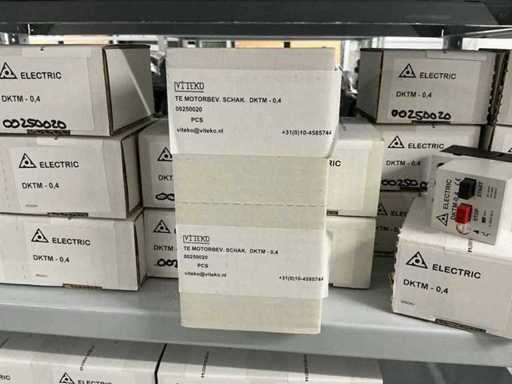 ELECTRIC
DKTM - 0,4
00250020
ELECTRIC
DKTM - 0,4
ELECTRIC
DKTM - 0,4
VITEKO
TE MOTORBEV. SCHAK. DKTM - 0,4
00250020
PCS
viteko@viteko.nl
+31(0)10-4585744
VITEKO
TE MOTORBEV. SCHAK. DKTM - 0,4
00250020
PCS
viteko@viteko.nl
+31(0)10-4585744
ELECTRIC
DKTM - 0,4
00250020
ELECTRIC
DKTM - 0,4
ELECTRIC
DKTM - 0,4
START
STOP
ELECTRIC
DKTM - 0,4